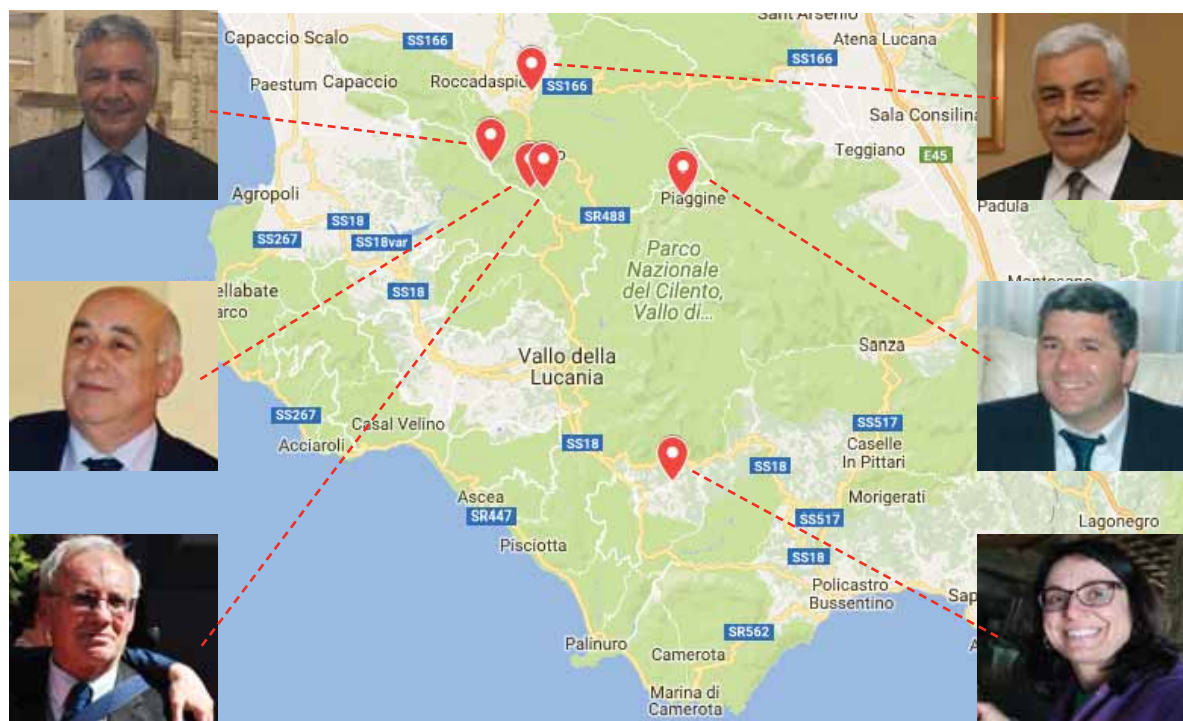 Sant'Arsenio
Capaccio Scalo
SS166
Atena Lucana
SS166
Paestum
Capaccio
Roccadaspi
SS166
Sala Consilina
Teggiano
E45
Agropoli
Piaggine
SS18
SR488
Padula
SS267
SS18var
Parco
Nazionale
del Cilento,
Vallo di...
ellabate
arco
SS18
Sanza
Vallo della
Lucania
SS267
Casal Velino
SS517
Acciaroli
SS18
Caselle
In Pittari
SS18
Ascea
Morigerati
SR447
SS517
Lagonegro
Pisciotta
SS18
Policastro
Bussentino
Sap
SR562
Palinuro
Camerota
Marina di
Camerota